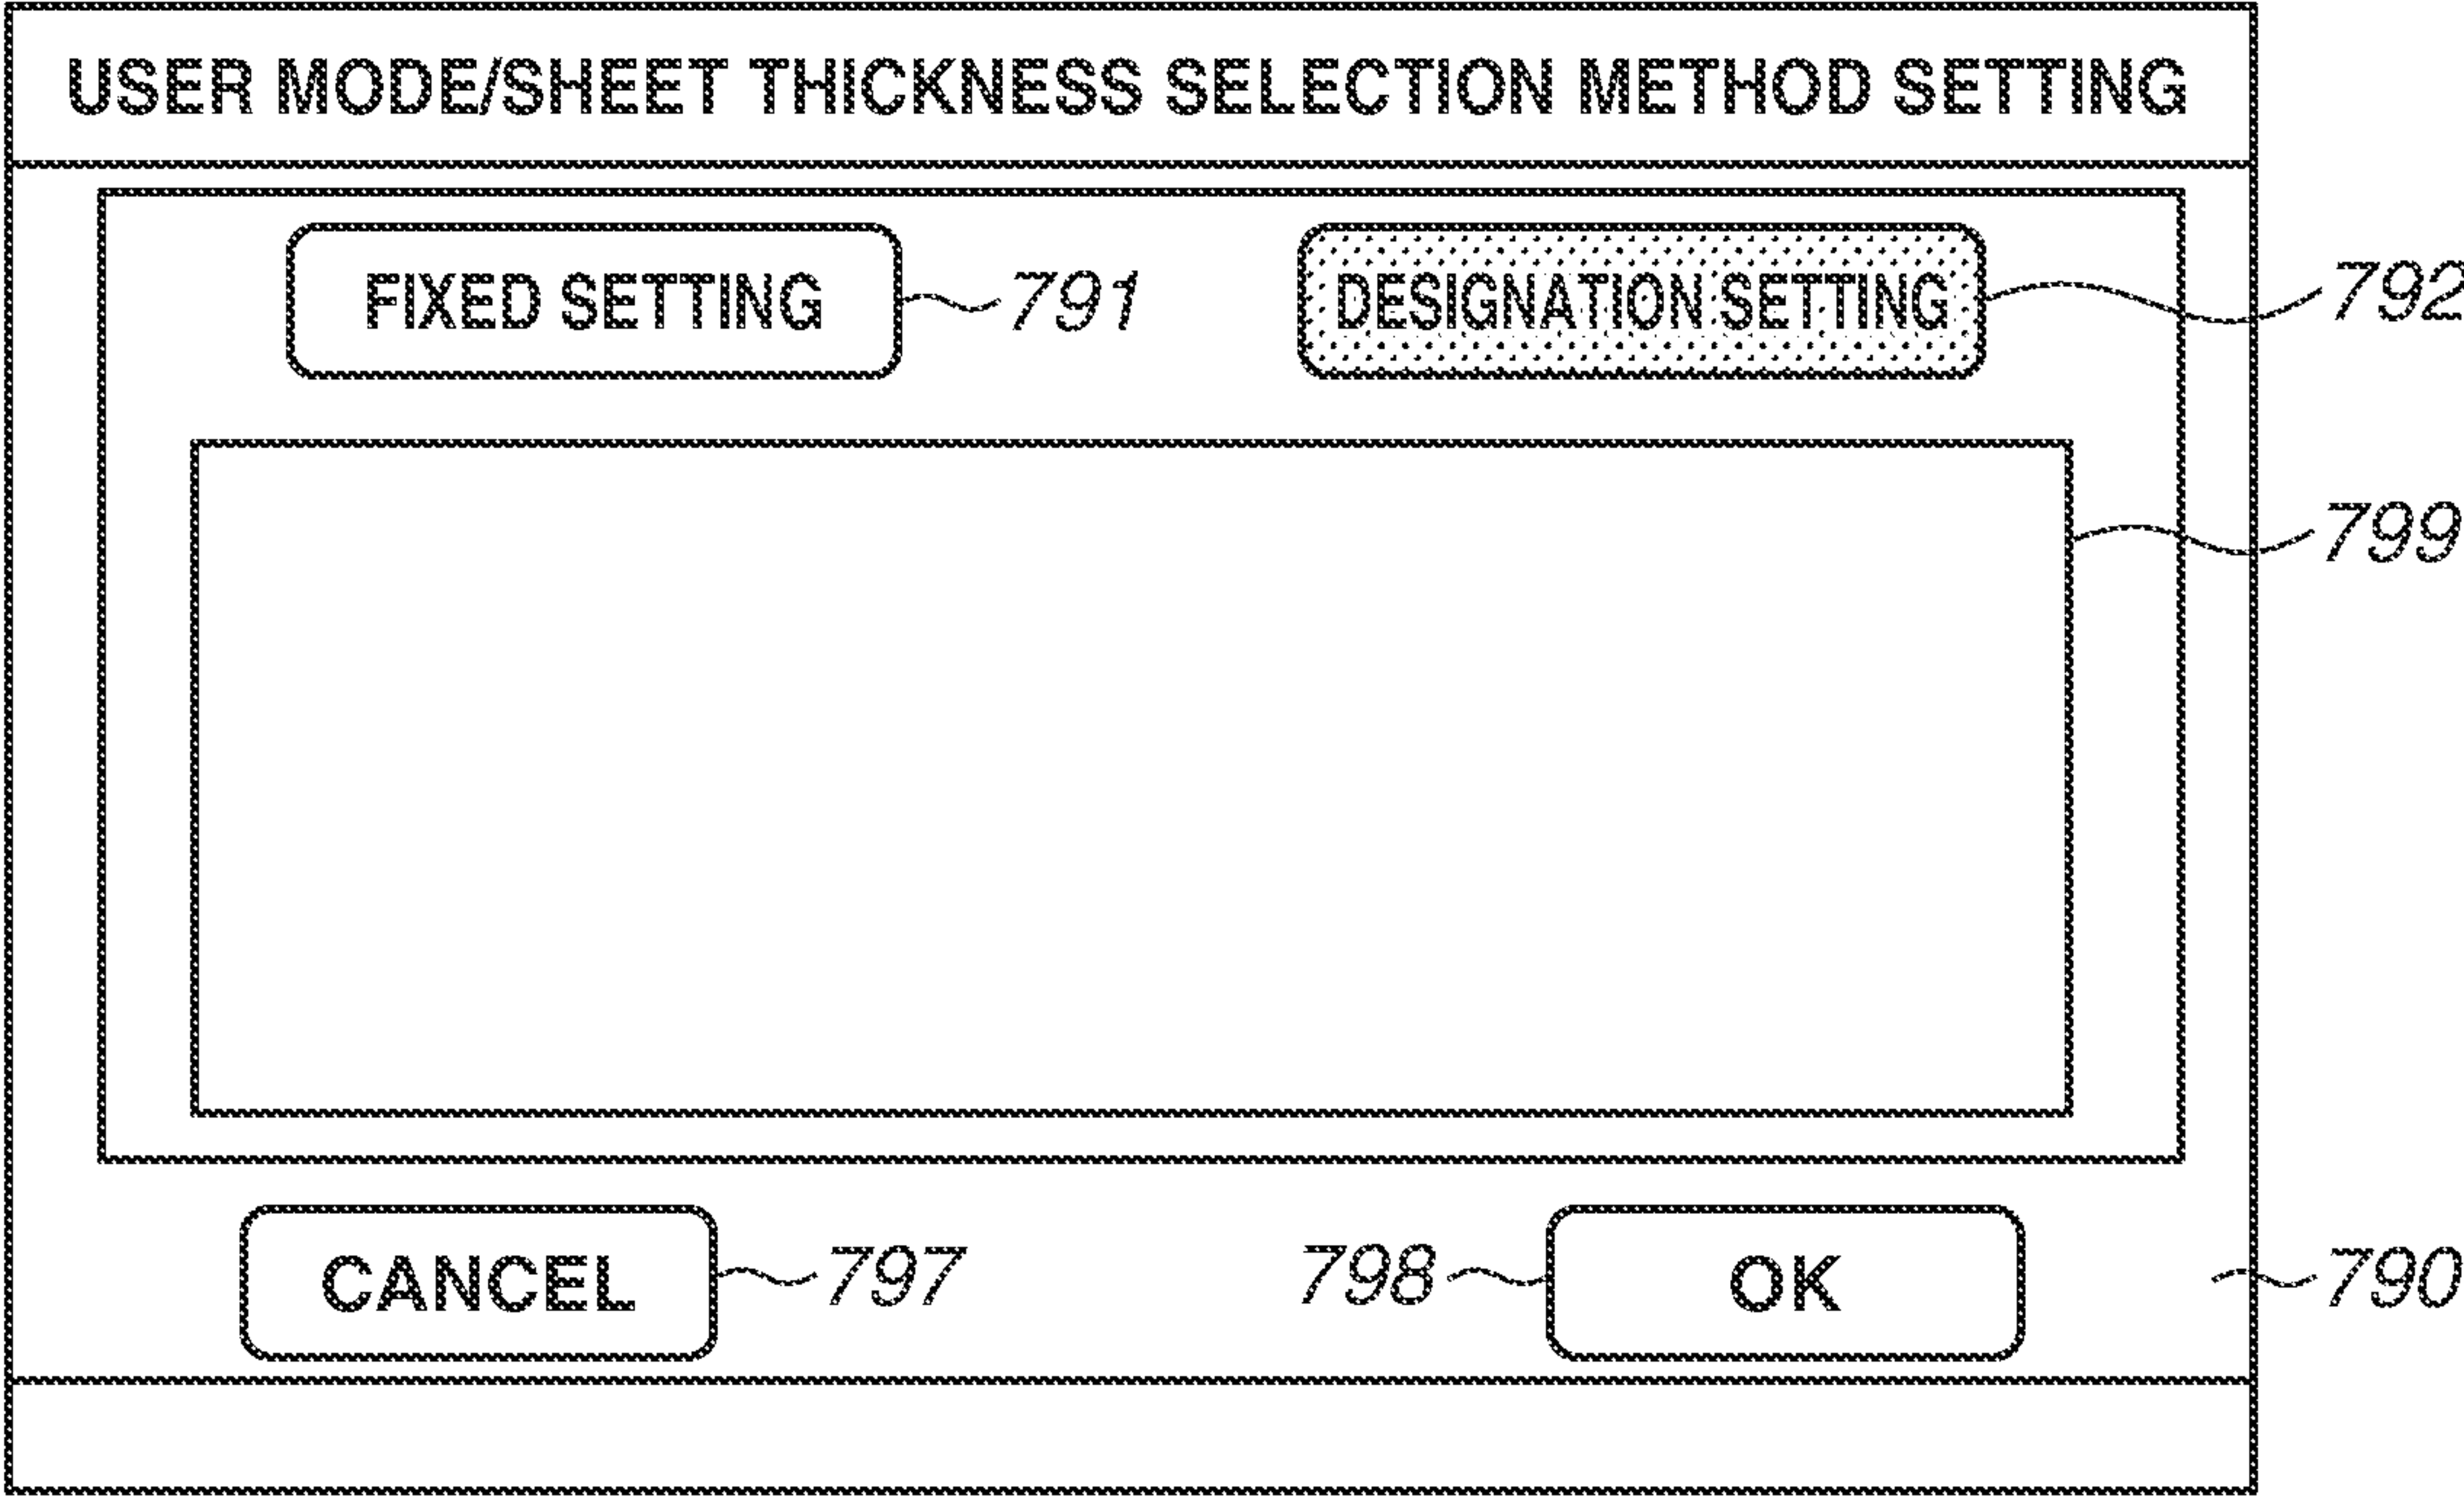 USER MODE/SHEET THICKNESS SELECTION METHOD SETTING
FIXED SETTING 791 DESIGNATION SETTING 792
799
CANCEL 797 798 OK 790